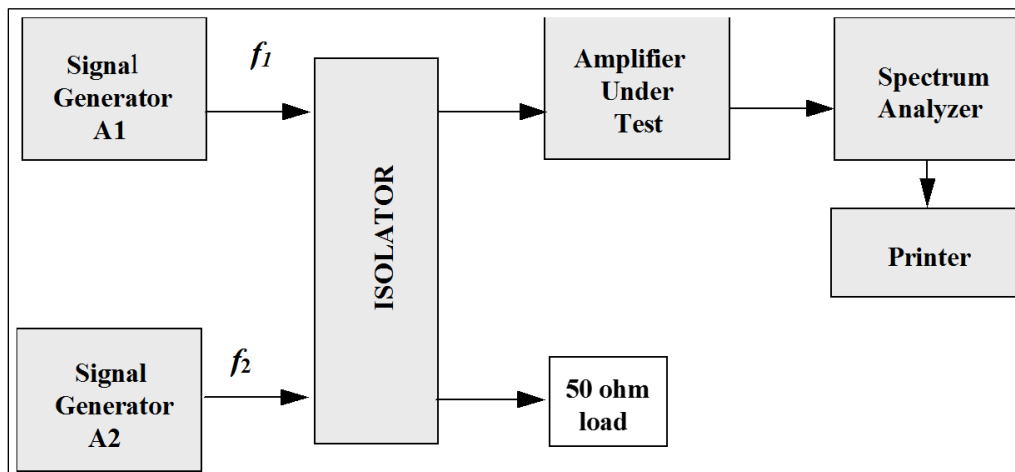 Signal
Generator
A1
f1
ISOLATOR
Amplifier
Under
Test
Spectrum
Analyzer
Printer
Signal
Generator
A2
f2
50 ohm
load